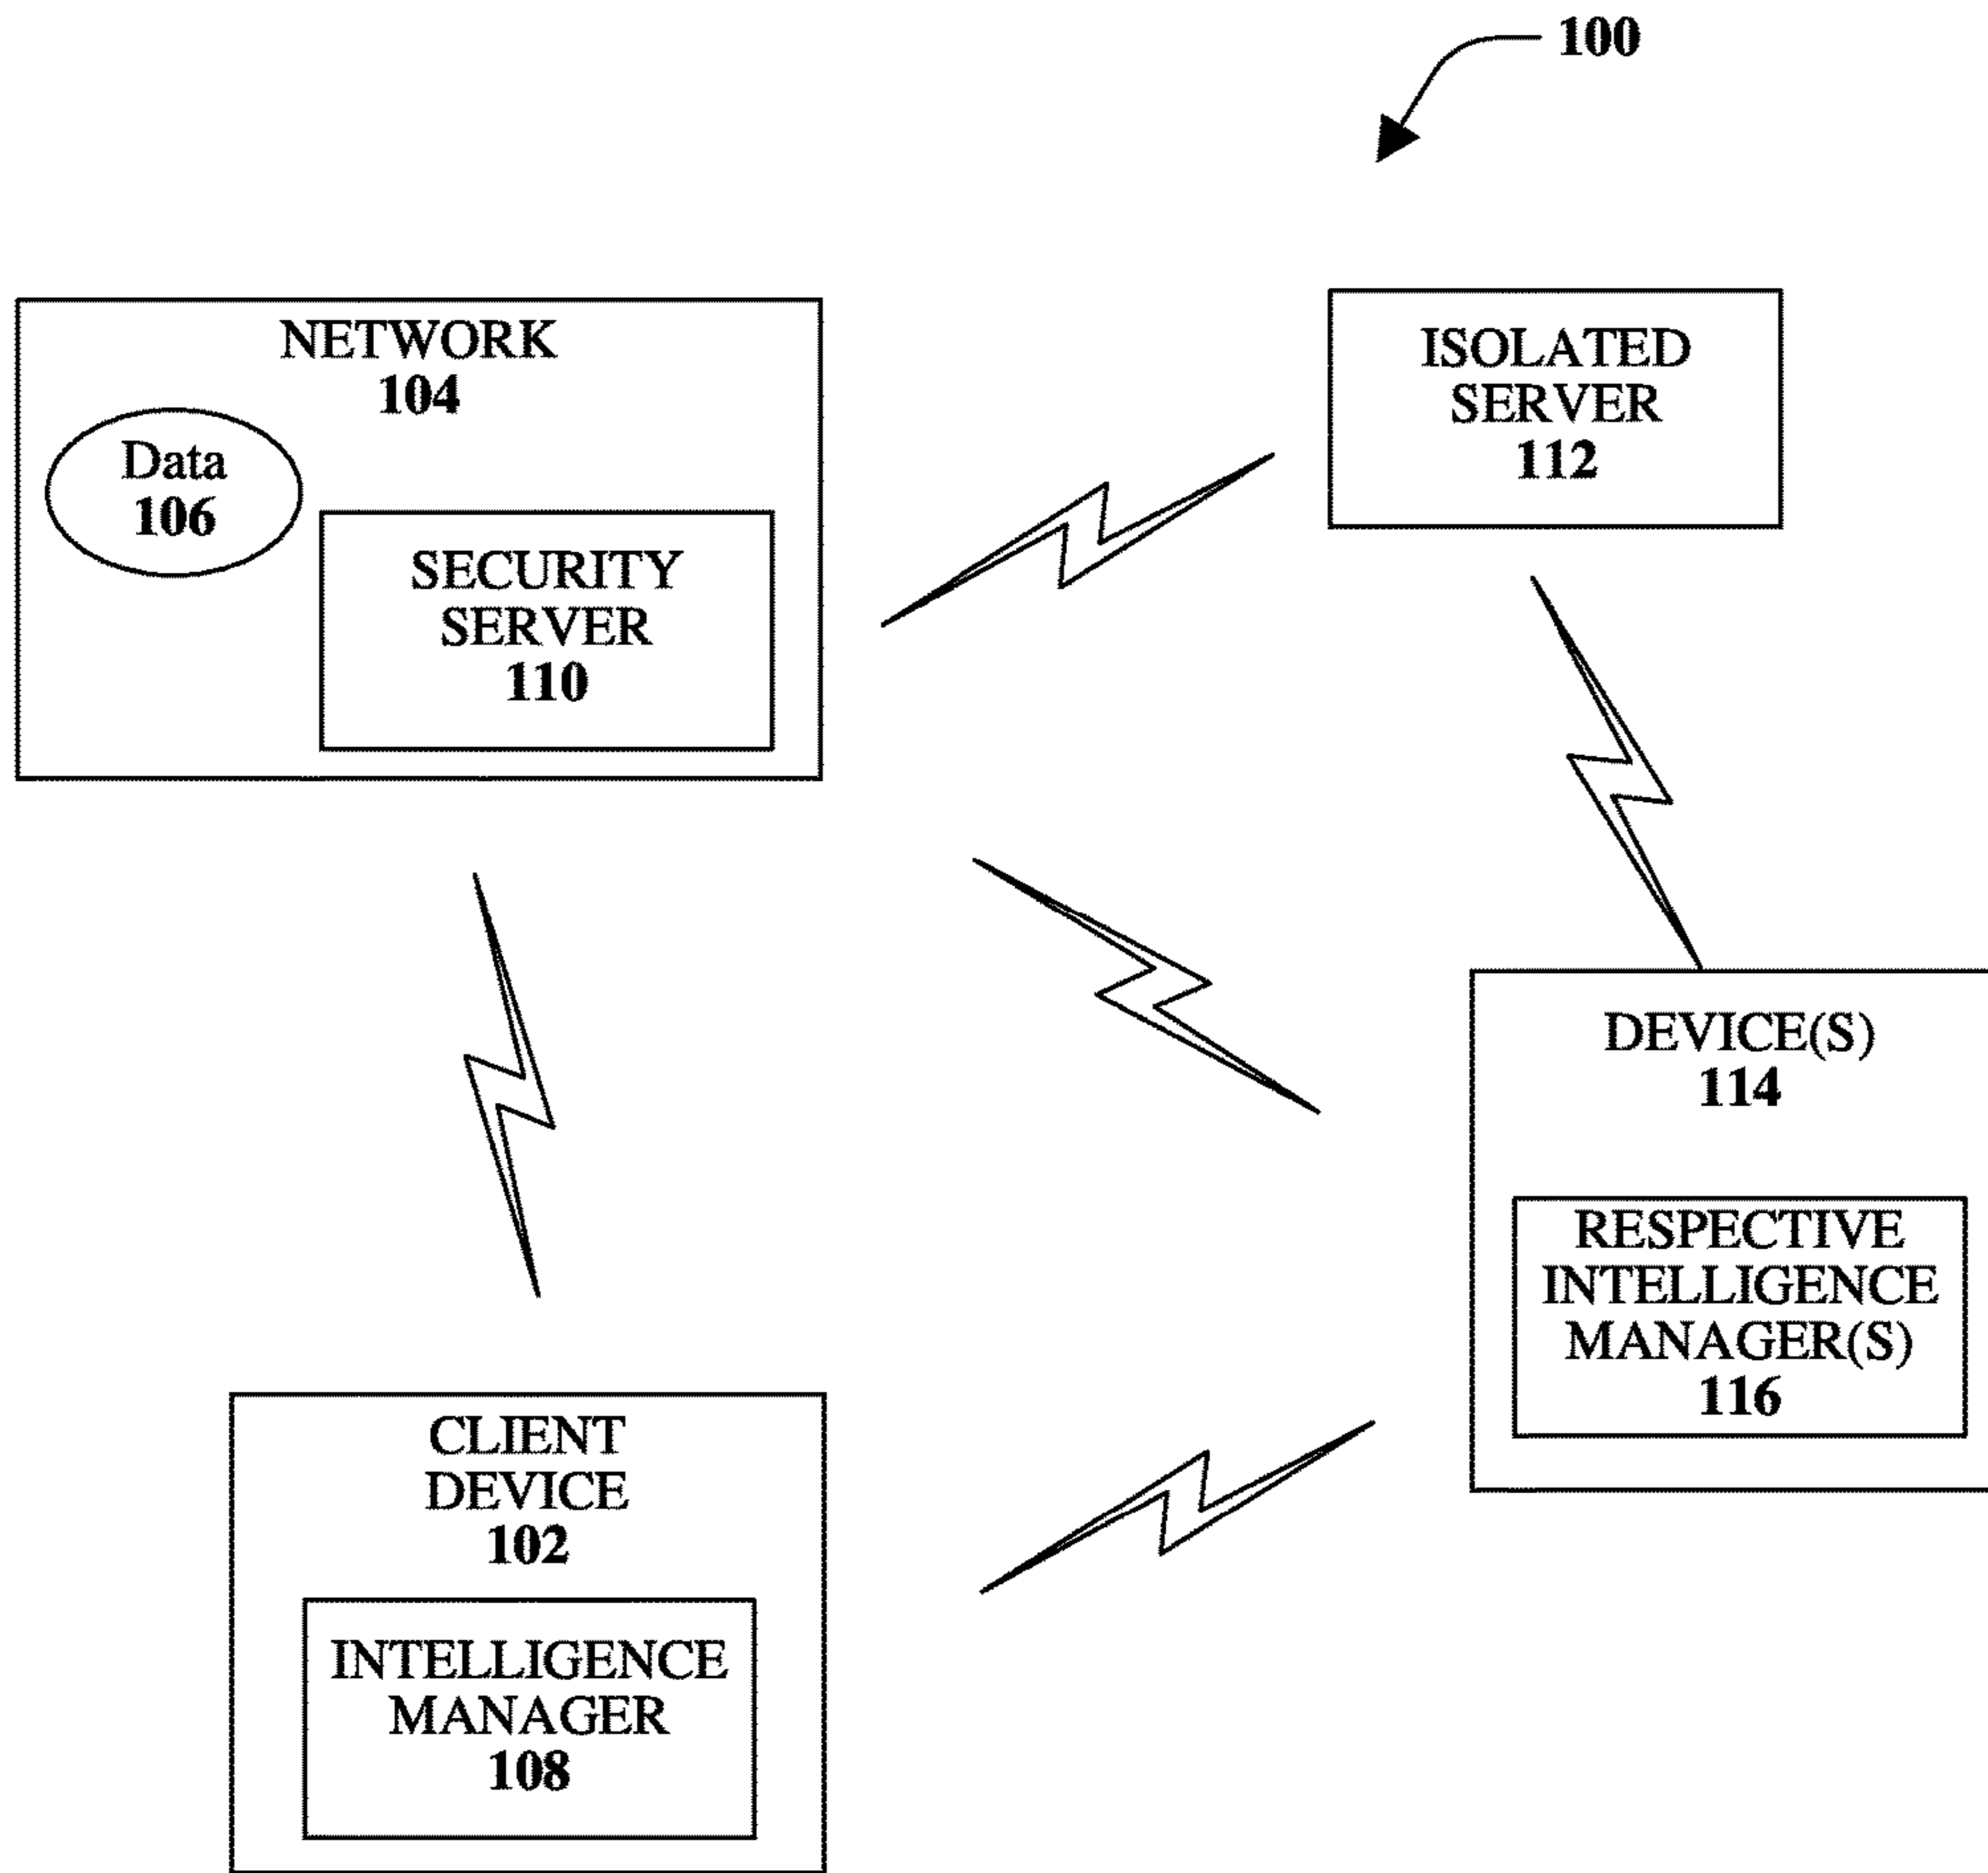 100
NETWORK
104
Data
106
SECURITY
SERVER
110
ISOLATED
SERVER
112
DEVICE(S)
114
RESPECTIVE
INTELLIGENCE
MANAGER(S)
116
CLIENT
DEVICE
102
INTELLIGENCE
MANAGER
108